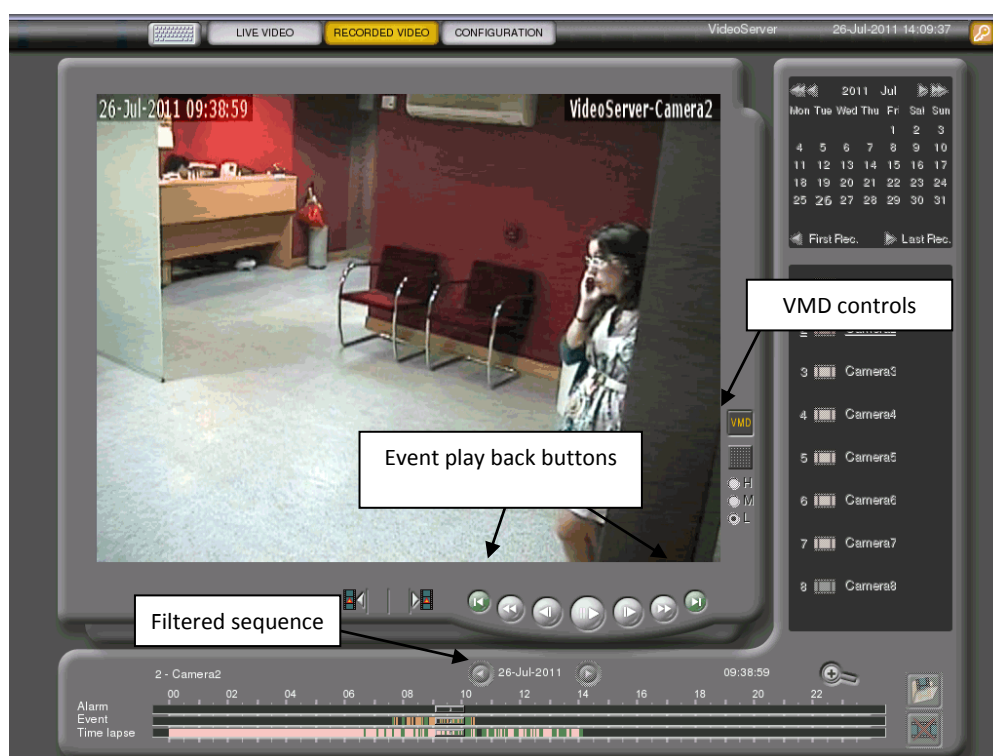 LIVE VIDEO RECORDED VIDEO CONFIGURATION VideoServer 26-Jul-2011 14:09:37
26-Jul-2011 09:38:59 VideoServer-Camera2
2011 Jul
Mon Tue Wed Thu Fri Sat Sun
1 2 3
4 5 6 7 8 9 10
11 12 13 14 15 16 17
18 19 20 21 22 23 24
25 26 27 28 29 30 31
First Rec. Last Rec.
VMD controls
3 Camera3
4 Camera4
5 Camera5
6 Camera6
7 Camera7
8 Camera8
VMD
H
M
L
Event play back buttons
Filtered sequence
2 - Camera2 26-Jul-2011 09:38:59
00 02 04 06 08 10 12 14 16 18 20 22
Alarm
Event
Time lapse